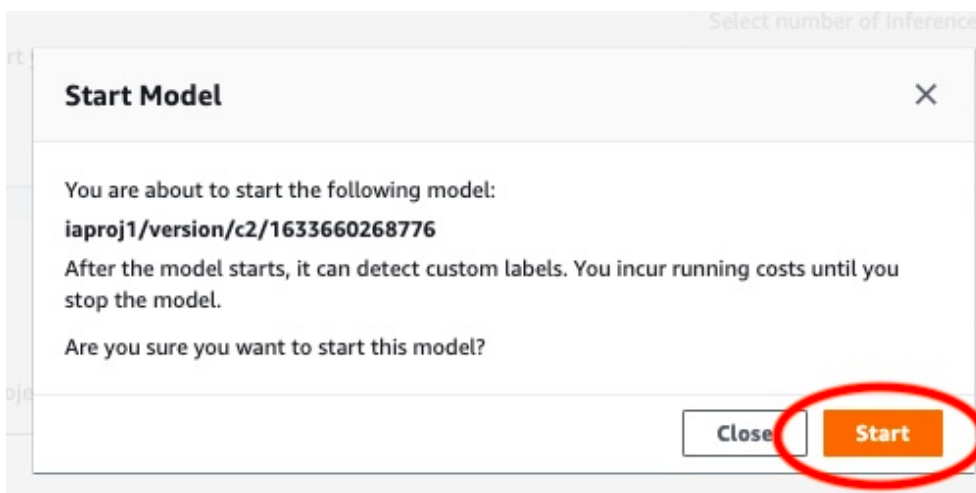 Select number of Inference
rt
Start Model
You are about to start the following model:
iaproj1/version/c2/1633660268776
After the model starts, it can detect custom labels. You incur running costs until you
stop the model.
Are you sure you want to start this model?
oje
Close
Start